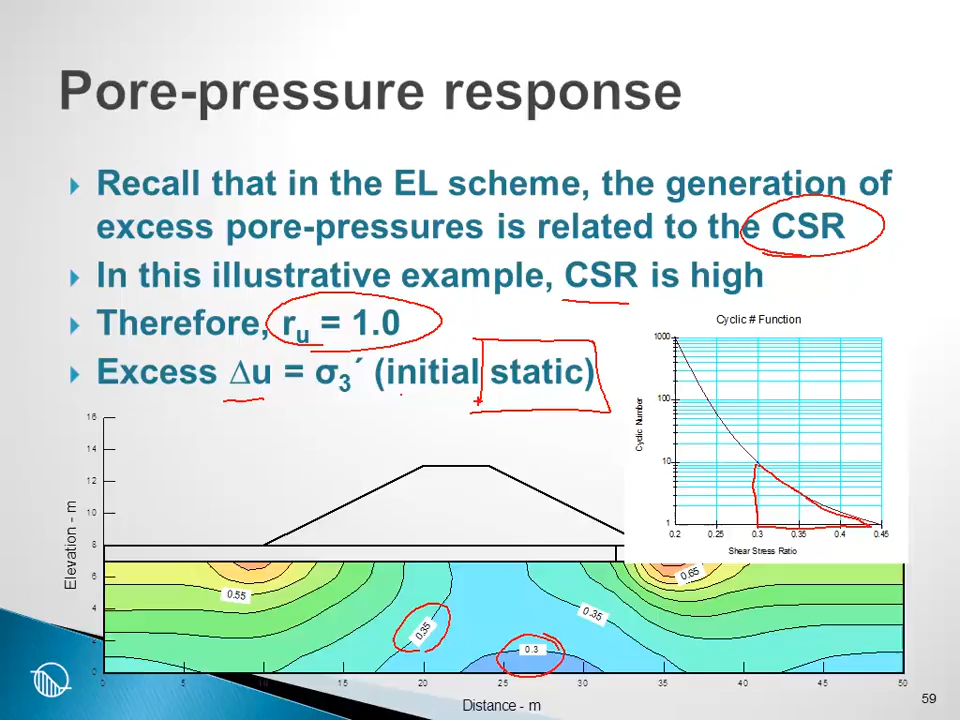 Pore-pressure response
Recall that in the EL scheme, the generation of
excess pore-pressures is related to the CSR
In this illustrative example, CSR is high
Therefore, ru = 1.0
Excess ∆u = σ3´ (initial static)
Cyclic # Function
1000
100
10
1
Cyclic Number
0.2 0.25 0.3 0.35 0.4 0.45
Shear Stress Ratio
16
14
12
10
8
6
4
2
0
Elevation - m
0.55
0.35
0.3
0.35
0.65
0 5 10 15 20 25 30 35 40 45 50
Distance - m
59